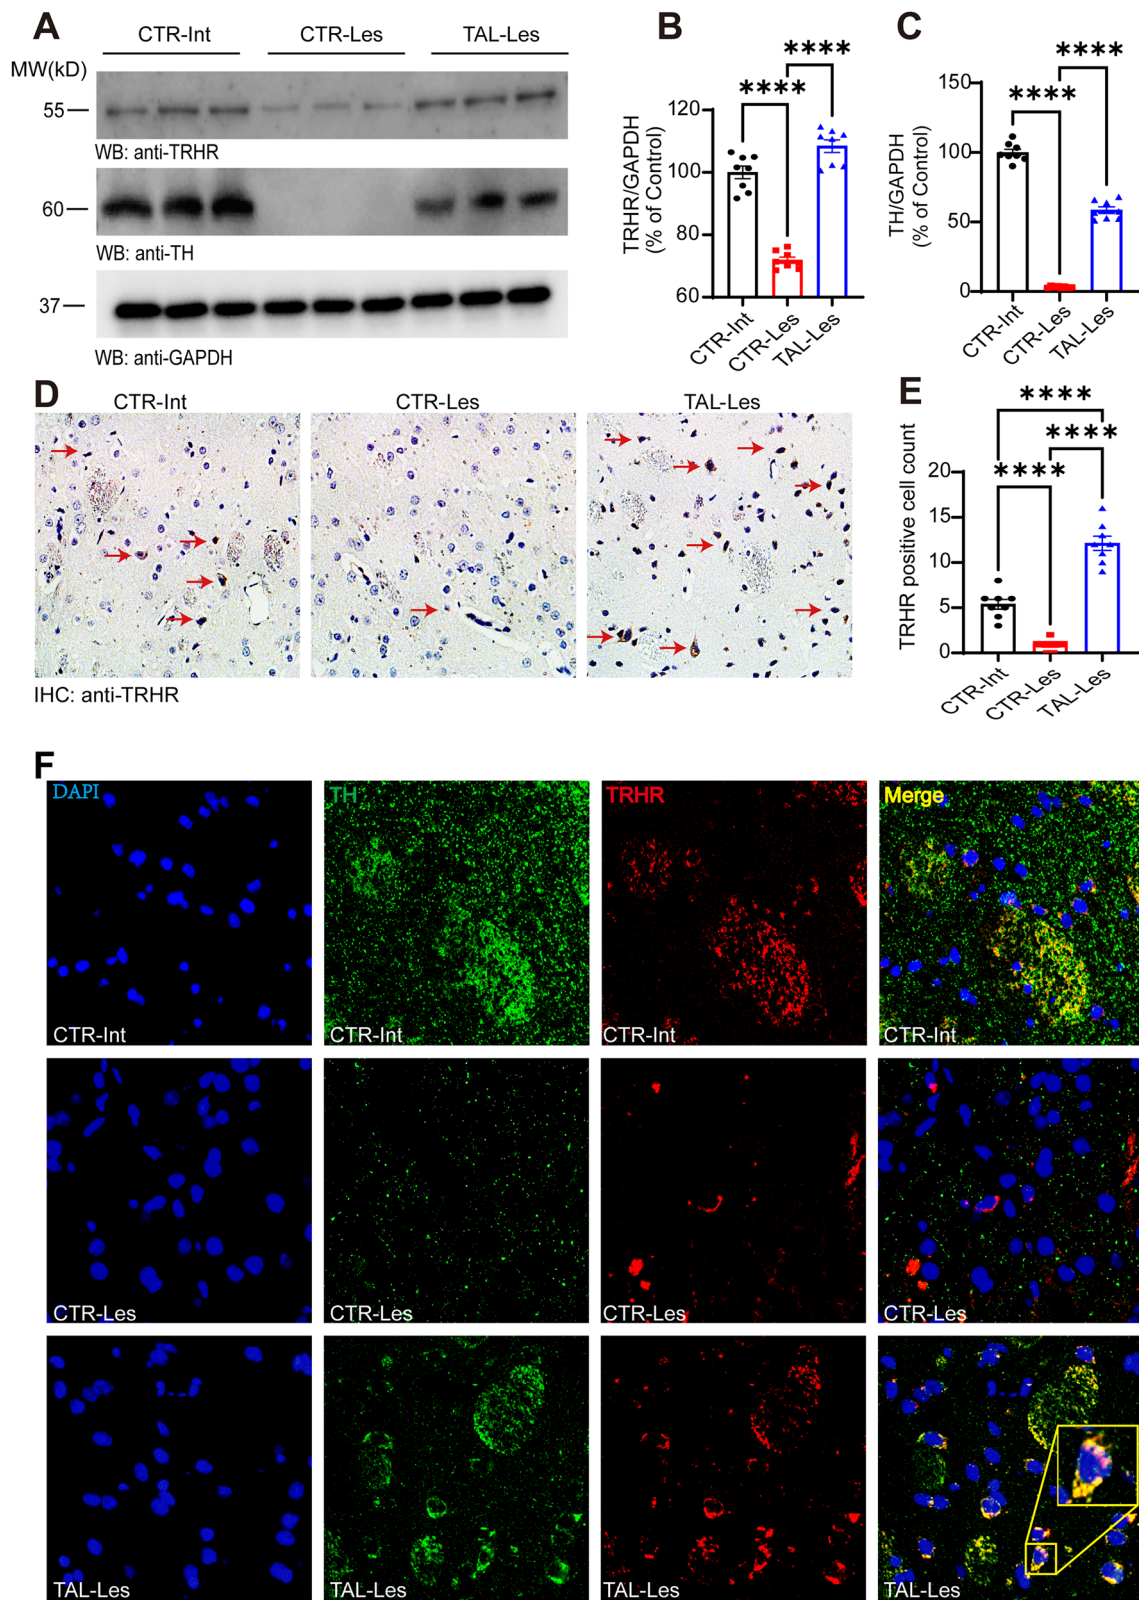 A
CTR-Int CTR-Les TAL-Les
MW(kD)
55
WB: anti-TRHR
60
WB: anti-TH
37
WB: anti-GAPDH
B
**** ****
TRHR/GAPDH
(% of Control)
120
100
80
60
CTR-Int CTR-Les TAL-Les
C
**** ****
TH/GAPDH
(% of Control)
150
100
50
0
CTR-Int CTR-Les TAL-Les
D
CTR-Int CTR-Les TAL-Les
IHC: anti-TRHR
E
****
****
****
TRHR positive cell count
20
15
10
5
0
CTR-Int CTR-Les TAL-Les
F
DAPI TH TRHR Merge
CTR-Int CTR-Int CTR-Int CTR-Int
CTR-Les CTR-Les CTR-Les CTR-Les
TAL-Les TAL-Les TAL-Les TAL-Les